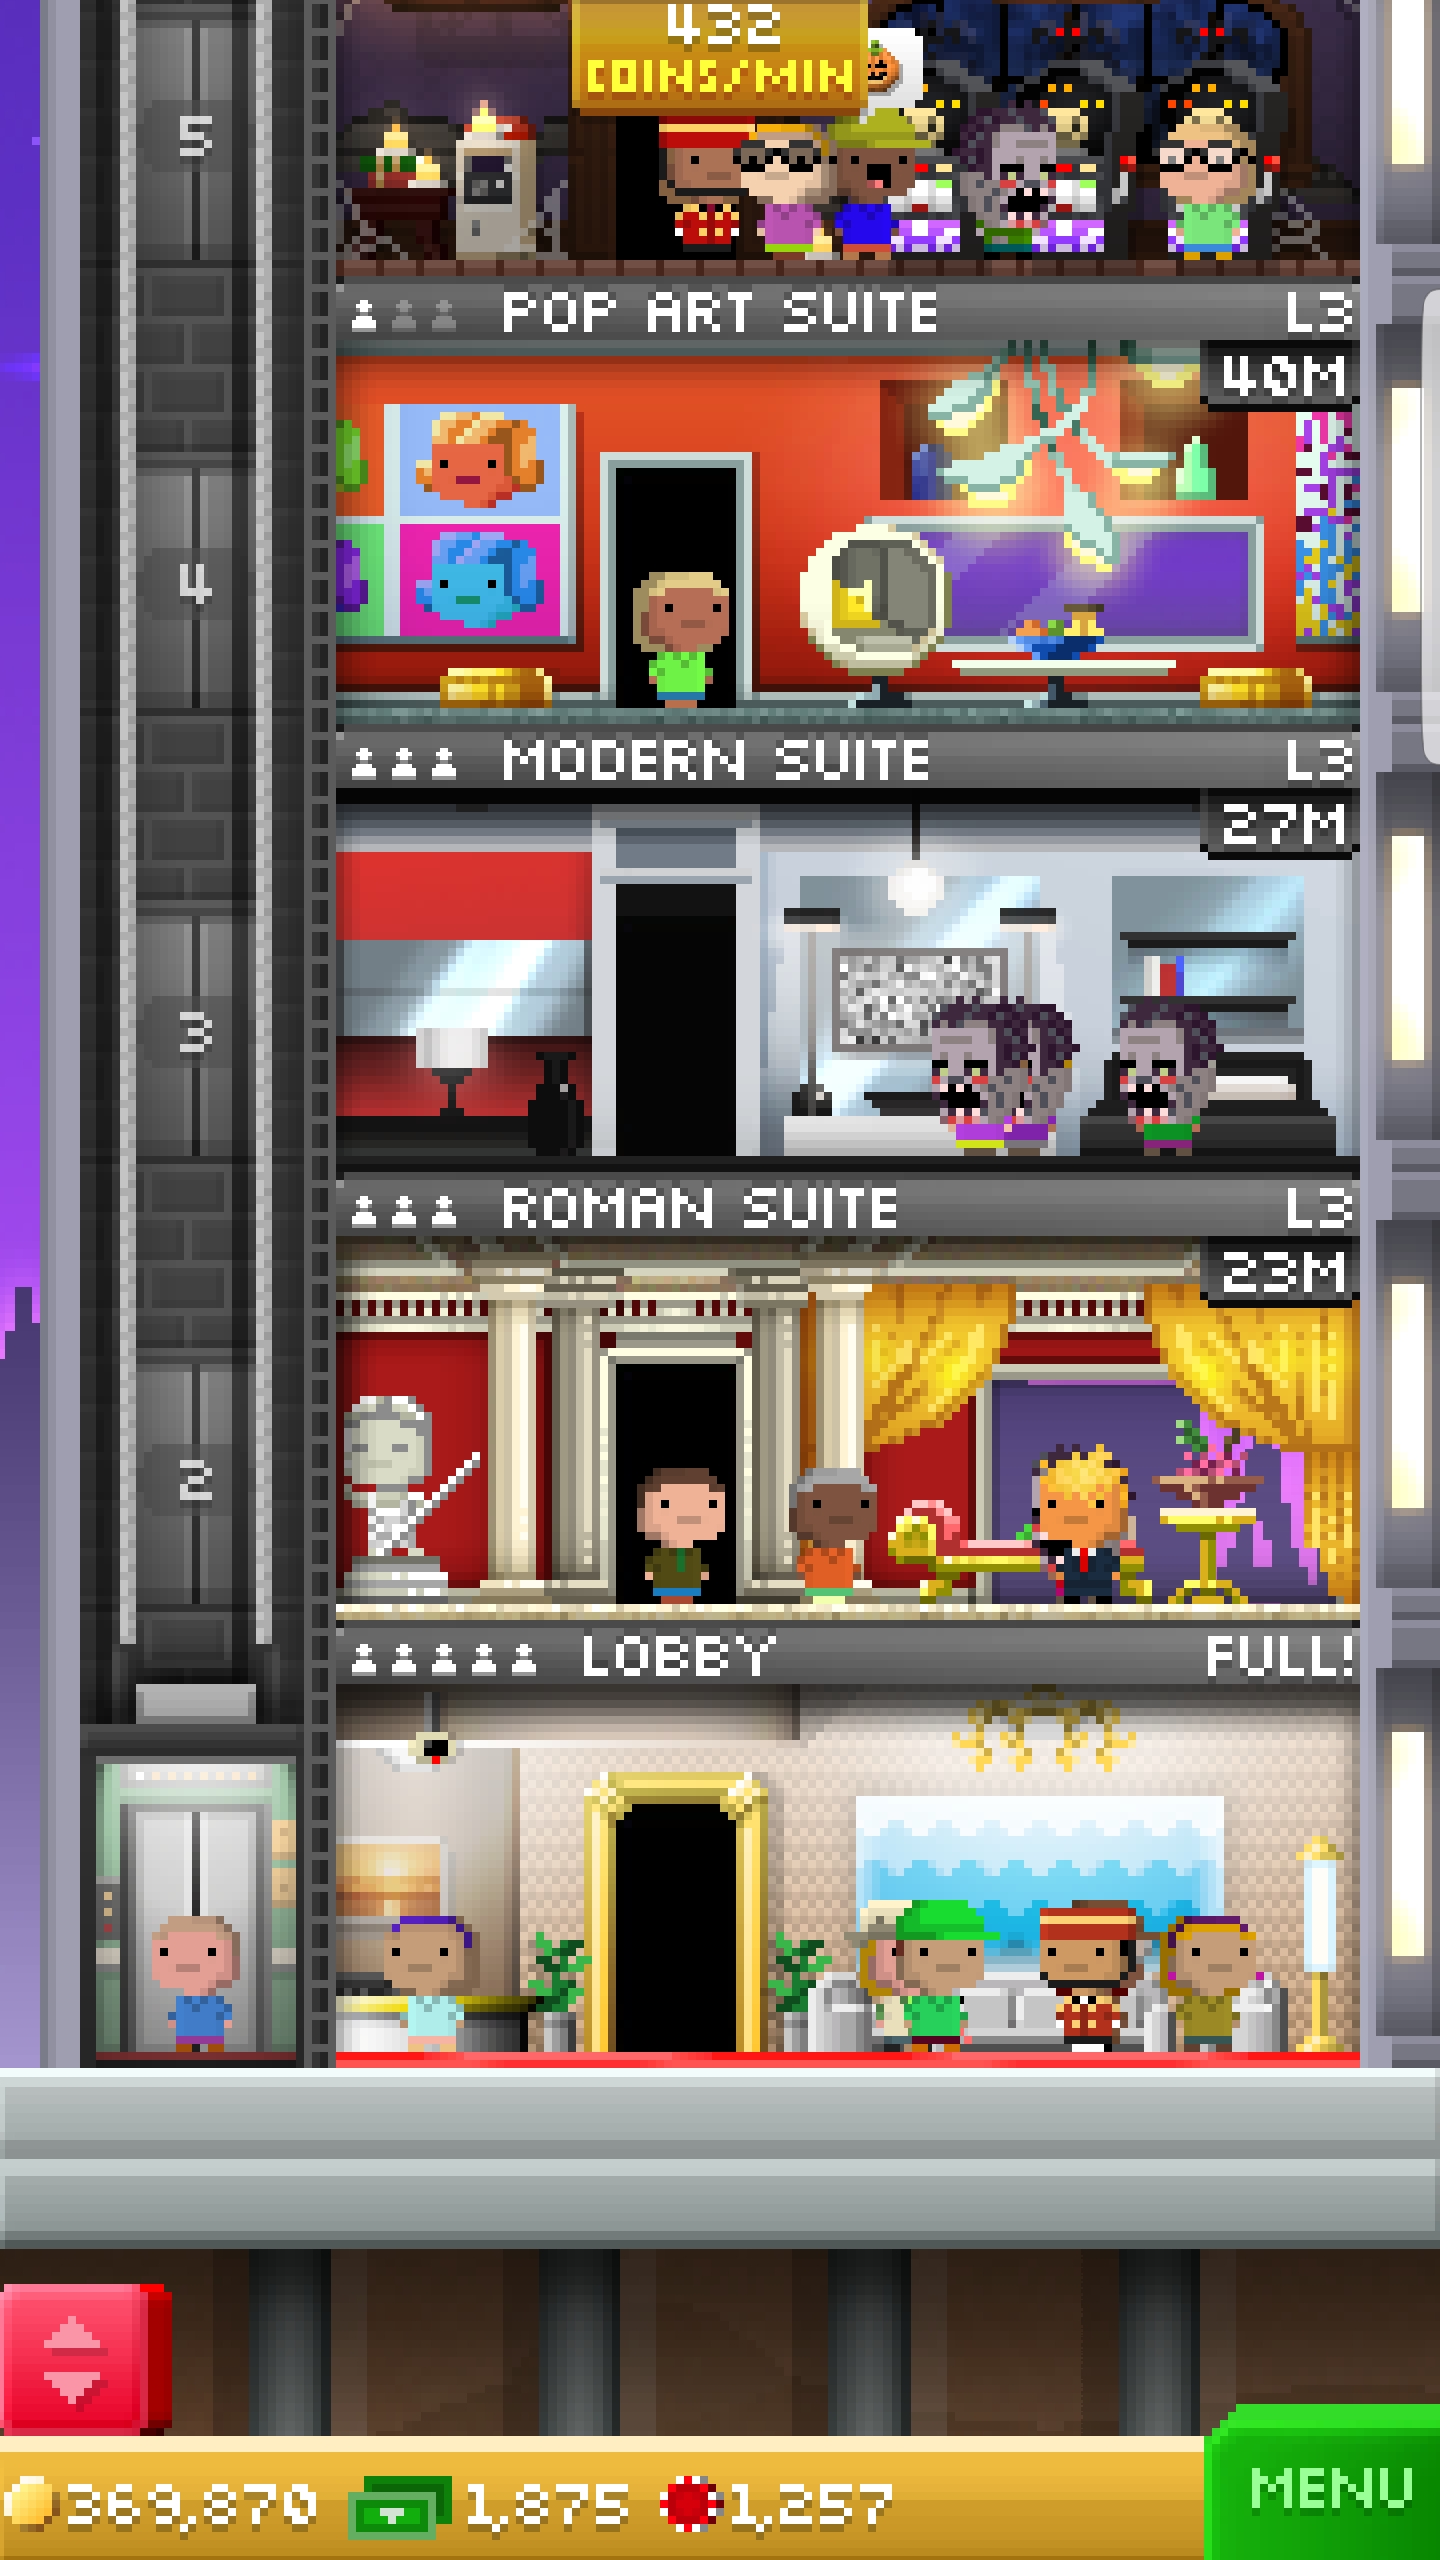 432
COINS/MIN
5
POP ART SUITE L3
40M
4
MODERN SUITE L3
27M
3
ROMAN SUITE L3
23M
2
LOBBY FULL!
369,870 1,875 1,257
MENU